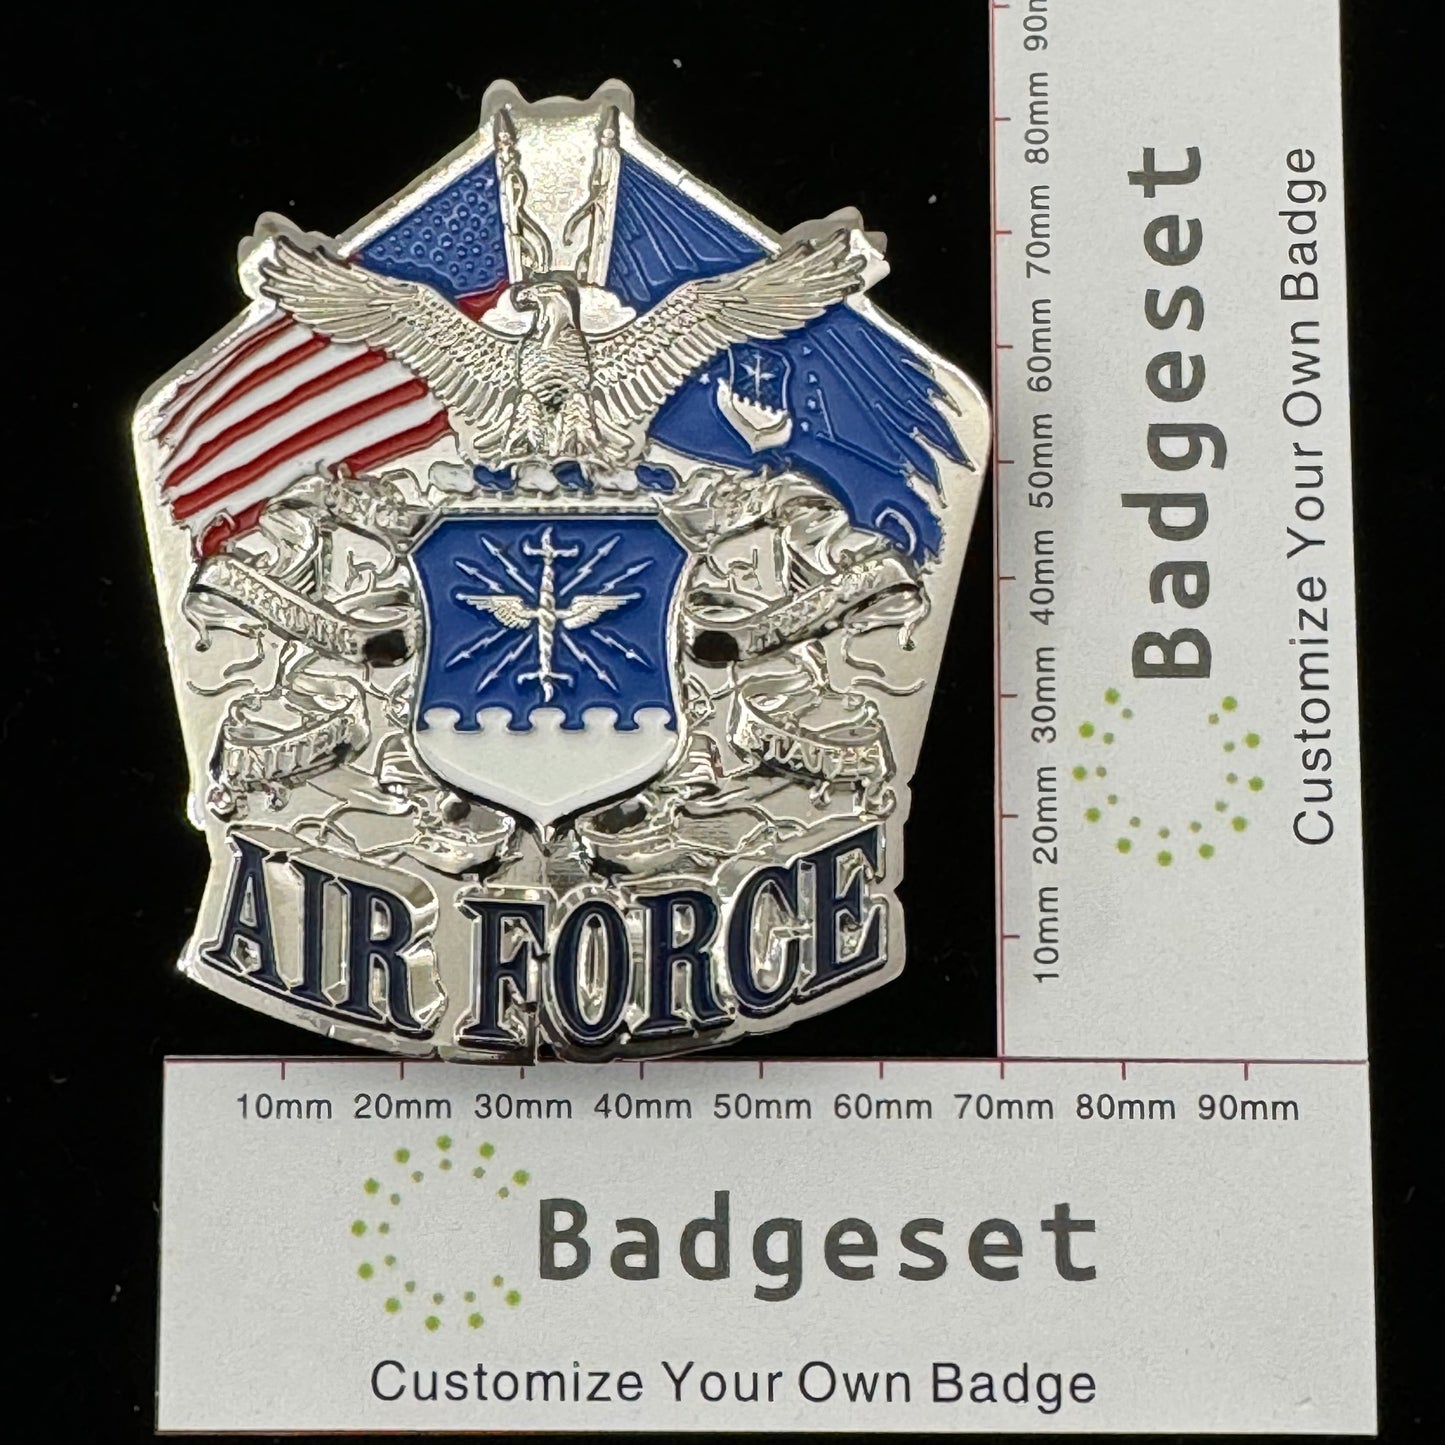 UNITED
STATES
AIR FORCE
90mm
80mm
70mm
60mm
50mm
40mm
30mm
20mm
10mm
Badgeset
Customize Your Own Badge
10mm 20mm 30mm 40mm 50mm 60mm 70mm 80mm 90mm
Badgeset
Customize Your Own Badge